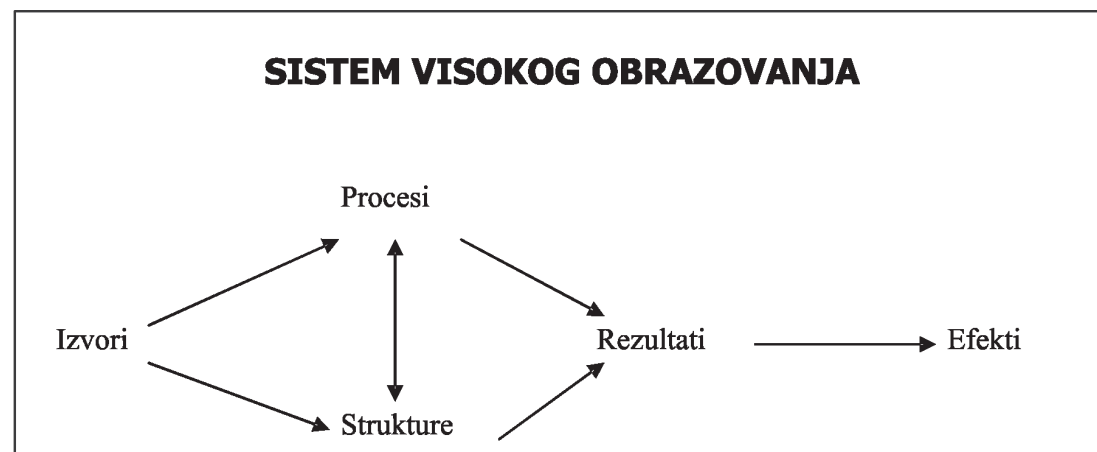 SISTEM VISOKOG OBRAZOVANJA
Procesi
Izvori
Rezultati
Efekti
Strukture